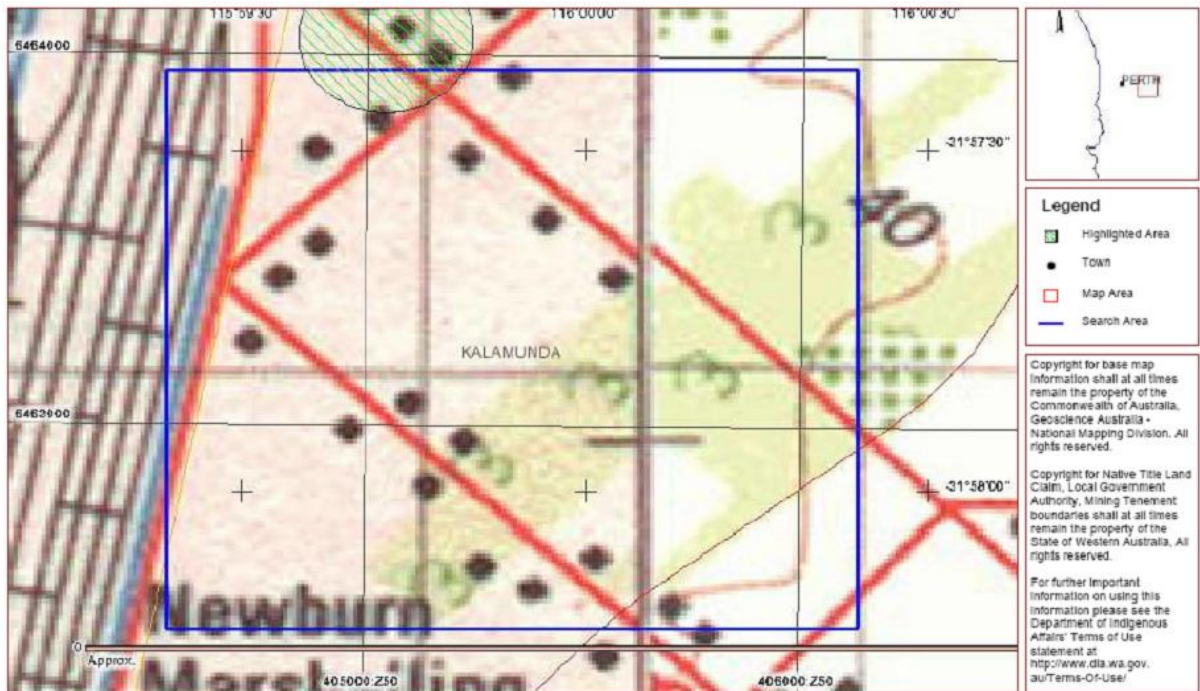 115°59'30"
116°00'00"
116°00'30"
6464000
-31°57'30"
40
KALAMUNDA
6463000
-31°58'00"
Newburn
0
Approx.
Marshalling
405000:Z50
406000:Z50
PERTH
Legend
Highlighted Area
Town
Map Area
Search Area
Copyright for base map
information shall at all times
remain the property of the
Commonwealth of Australia,
Geoscience Australia -
National Mapping Division. All
rights reserved.
Copyright for Native Title Land
Claim, Local Government
Authority, Mining Tenement
boundaries shall at all times
remain the property of the
State of Western Australia, All
rights reserved.
For further important
information on using this
information please see the
Department of Indigenous
Affairs' Terms of Use
statement at
http://www.dia.wa.gov.
au/Terms-Of-Use/